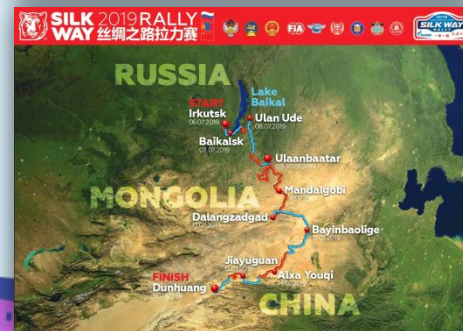 SILK WAY 2019 RALLY
丝绸之路拉力赛
FIA
SILK WAY
RALLY
RUSSIA
Lake
Baikal
START
Irkutsk
06.07.2019
Ulan Ude
08.07.2019
Baikalsk
07.07.2019
Ulaanbaatar
Mandalgobi
MONGOLIA
Dalangzadgad
Bayinbaolige
Jiayuguan
Alxa Youqi
FINISH
Dunhuang
CHINA